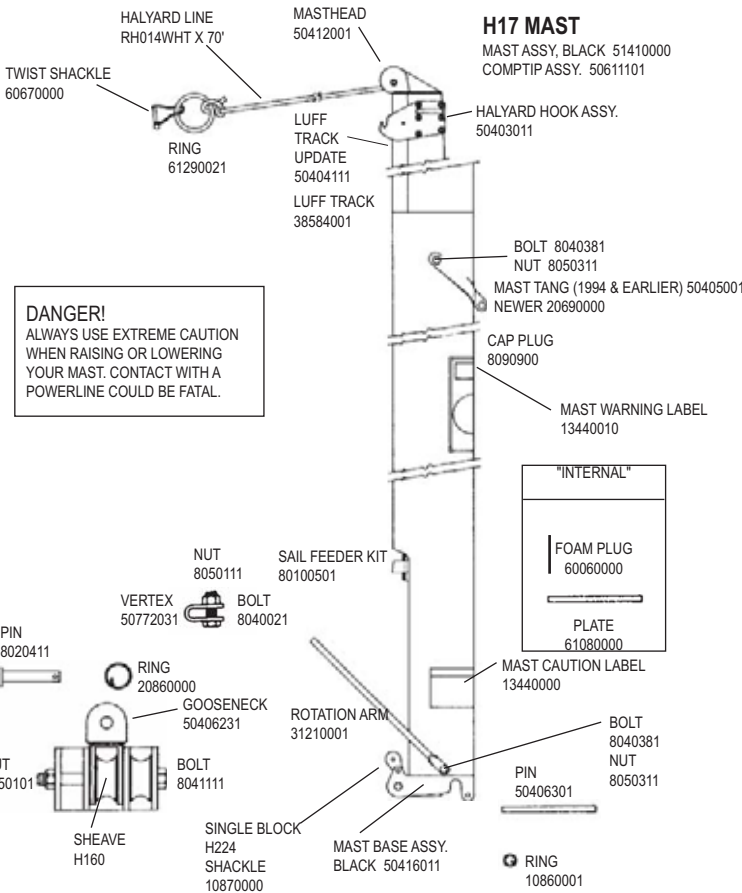 H17 MAST
MAST ASSY, BLACK 51410000
COMPTIP ASSY. 50611101
HALYARD LINE
RH014WHT X 70'
MASTHEAD
50412001
TWIST SHACKLE
60670000
RING
61290021
LUFF
TRACK
UPDATE
50404111
LUFF TRACK
38584001
HALYARD HOOK ASSY.
50403011
BOLT 8040381
NUT 8050311
MAST TANG (1994 & EARLIER) 50405001
NEWER 20690000
DANGER!
ALWAYS USE EXTREME CAUTION
WHEN RAISING OR LOWERING
YOUR MAST. CONTACT WITH A
POWERLINE COULD BE FATAL.
CAP PLUG
8090900
MAST WARNING LABEL
13440010
"INTERNAL"
FOAM PLUG
60060000
PLATE
61080000
NUT
8050111
SAIL FEEDER KIT
80100501
VERTEX
50772031
BOLT
8040021
PIN
8020411
RING
20860000
GOOSENECK
50406231
ROTATION ARM
31210001
MAST CAUTION LABEL
13440000
BOLT
8041111
SHEAVE
H160
BOLT
8040381
NUT
8050311
PIN
50406301
SINGLE BLOCK
H224
SHACKLE
10870000
MAST BASE ASSY.
BLACK 50416011
RING
10860001